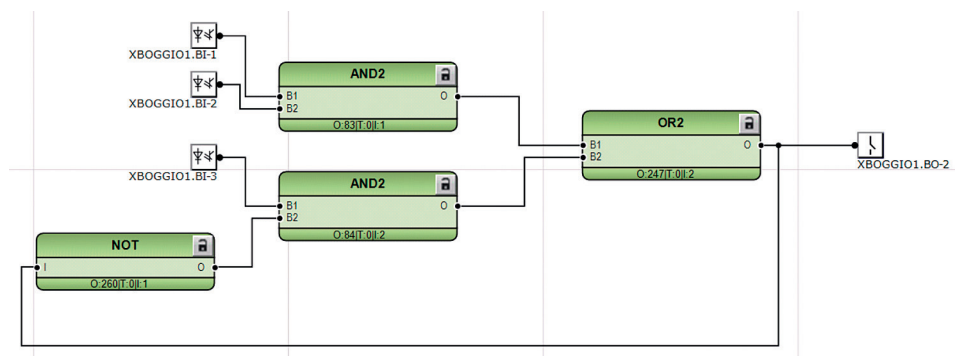 XBOGGIO1.BI-1
AND2
B1 O
B2
O:83|T:0|I:1
XBOGGIO1.BI-2
OR2
B1 O
B2
O:247|T:0|I:2
XBOGGIO1.BO-2
XBOGGIO1.BI-3
AND2
B1 O
B2
O:84|T:0|I:2
NOT
I O
O:260|T:0|I:1